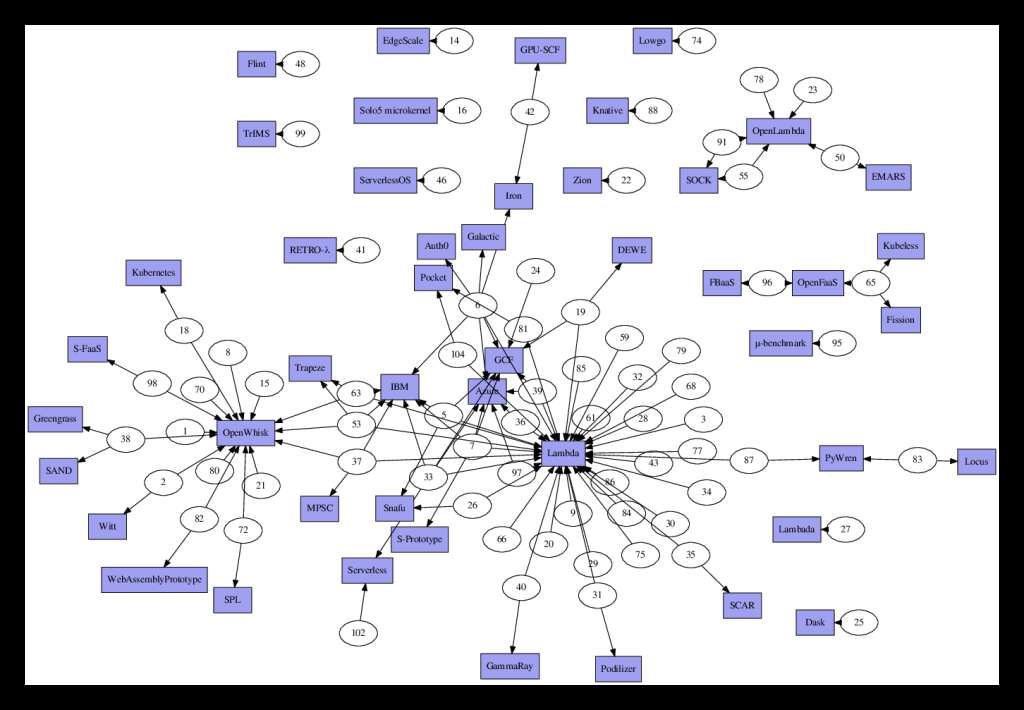 EdgeScale
14
GPU-SCF
Lowgo
74
Flint
48
78
23
Solo5 microkernel
16
42
Knative
88
TrIMS
99
OpenLambda
91
50
ServerlessOS
46
Zion
22
SOCK
55
EMARS
Iron
Galactic
Auth0
RETRO-λ
41
DEWE
Kubeless
Kubernetes
Pocket
24
FBaaS
96
OpenFaaS
65
6
19
18
81
Fission
59
S-FaaS
8
104
GCF
79
μ-benchmark
95
Trapeze
85
98
70
15
63
IBM
Azure
39
32
68
Greengrass
53
5
36
61
28
3
38
1
OpenWhisk
7
Lambda
77
SAND
80
37
43
87
PyWren
83
Locus
2
21
33
97
86
34
MPSC
Snafu
26
9
84
30
Witt
82
72
S-Prototype
66
20
75
35
Lambada
27
WebAssemblyPrototype
Serverless
29
SPL
40
31
SCAR
102
Dask
25
GammaRay
Podilizer